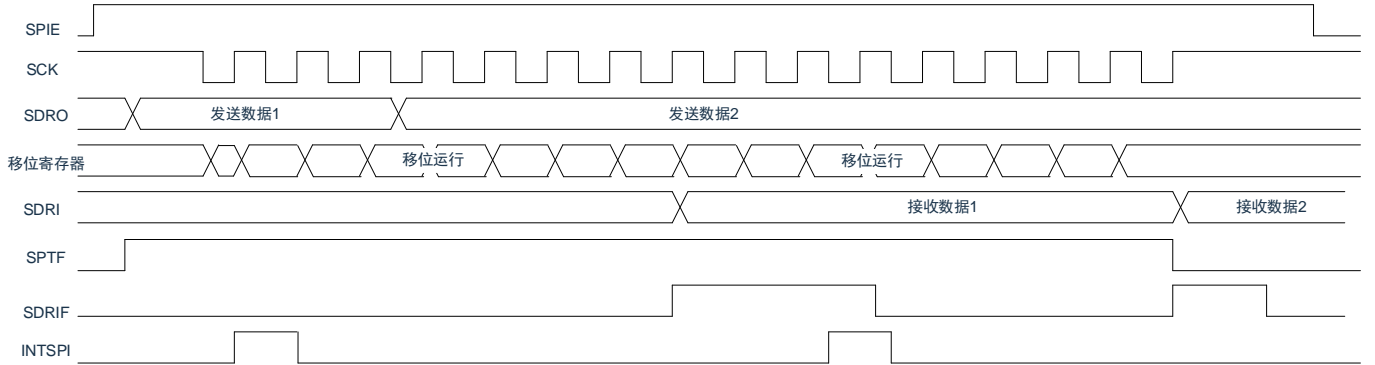 SPIE
SCK
SDRO 发送数据1 发送数据2
移位寄存器 移位运行 移位运行
SDRI 接收数据1 接收数据2
SPTF
SDRIF
INTSPI